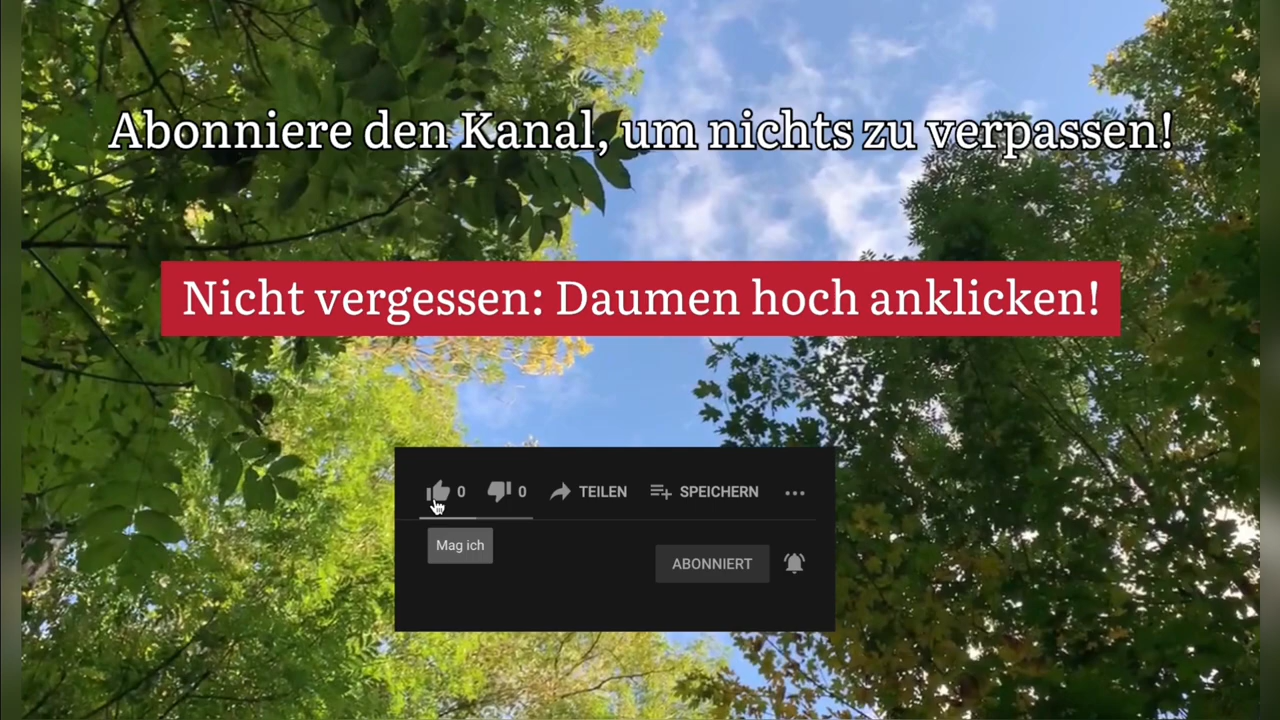 Abonniere den Kanal, um nichts zu verpassen!
Nicht vergessen: Daumen hoch anklicken!
0 0 TEILEN SPEICHERN ...
Mag ich
ABONNIERT